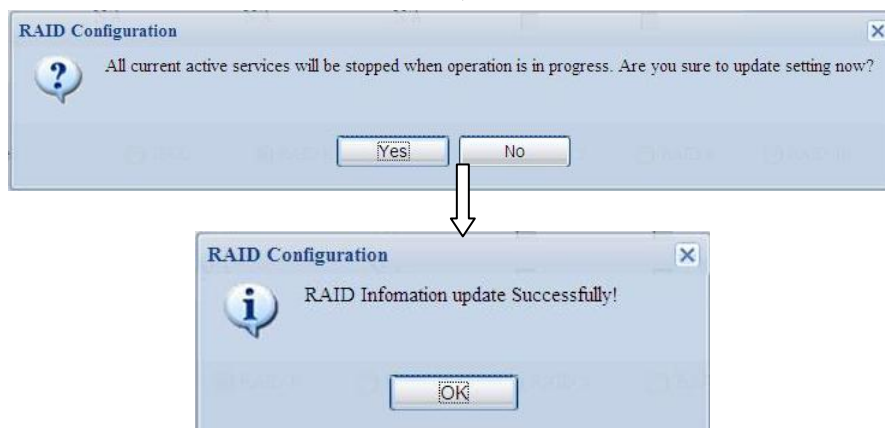 RAID Configuration
All current active services will be stopped when operation is in progress. Are you sure to update setting now?
Yes
No
RAID Configuration
RAID Infomation update Successfully!
OK